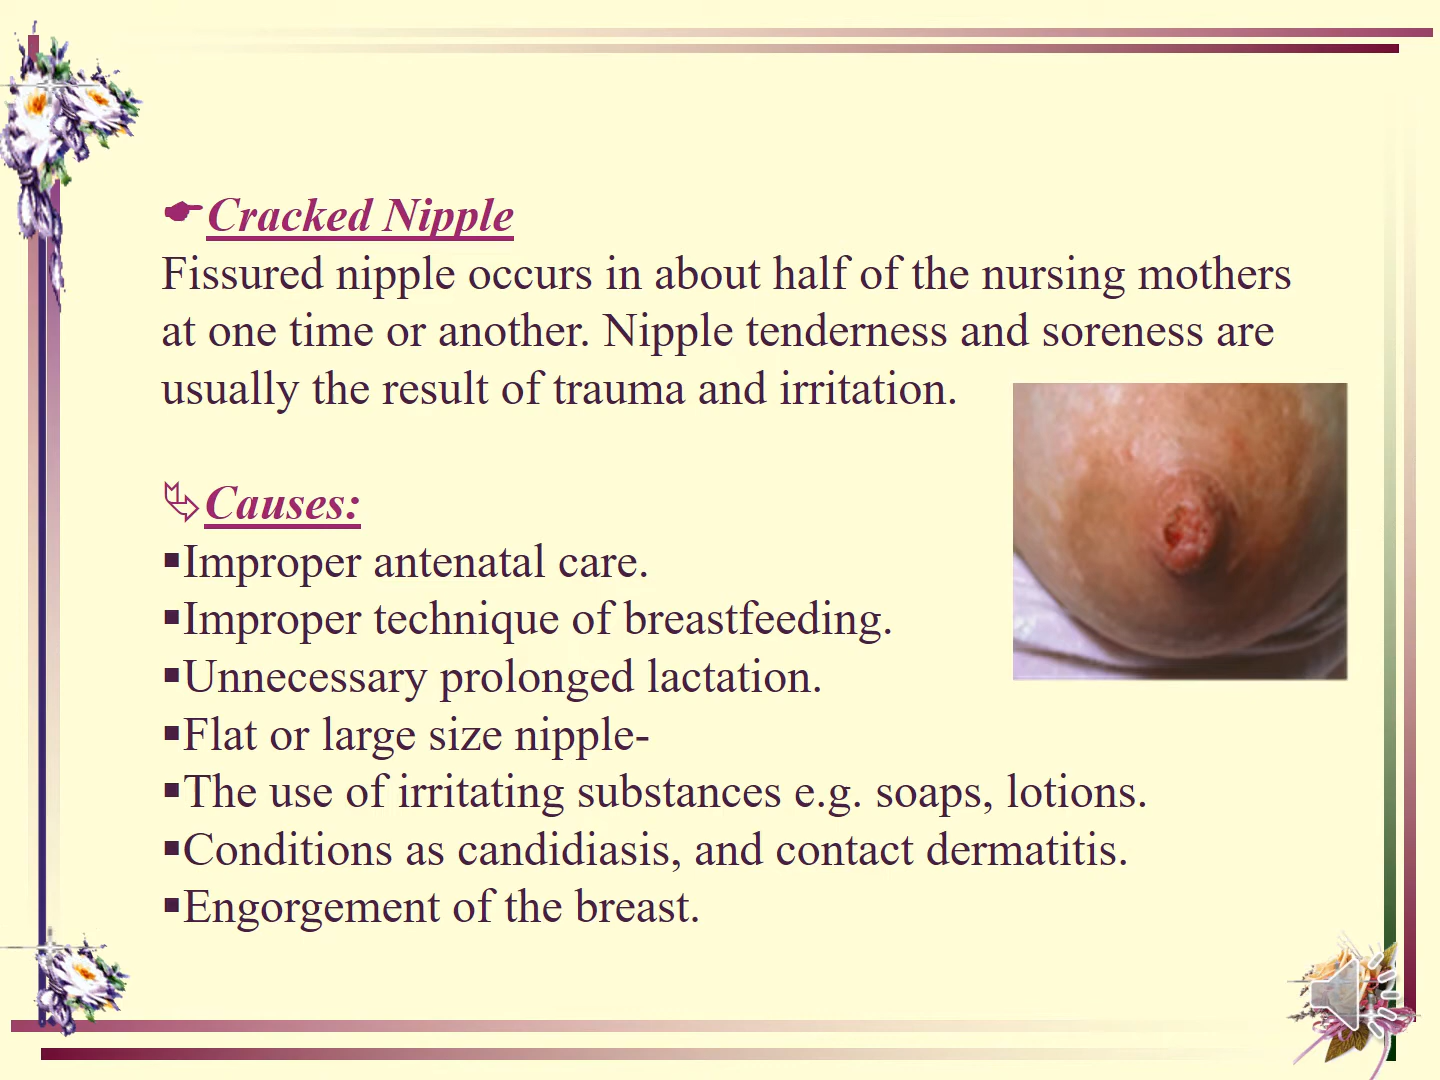 ☛Cracked Nipple
Fissured nipple occurs in about half of the nursing mothers
at one time or another. Nipple tenderness and soreness are
usually the result of trauma and irritation.
Causes:
▪Improper antenatal care.
▪Improper technique of breastfeeding.
▪Unnecessary prolonged lactation.
▪Flat or large size nipple-
▪The use of irritating substances e.g. soaps, lotions.
▪Conditions as candidiasis, and contact dermatitis.
▪Engorgement of the breast.